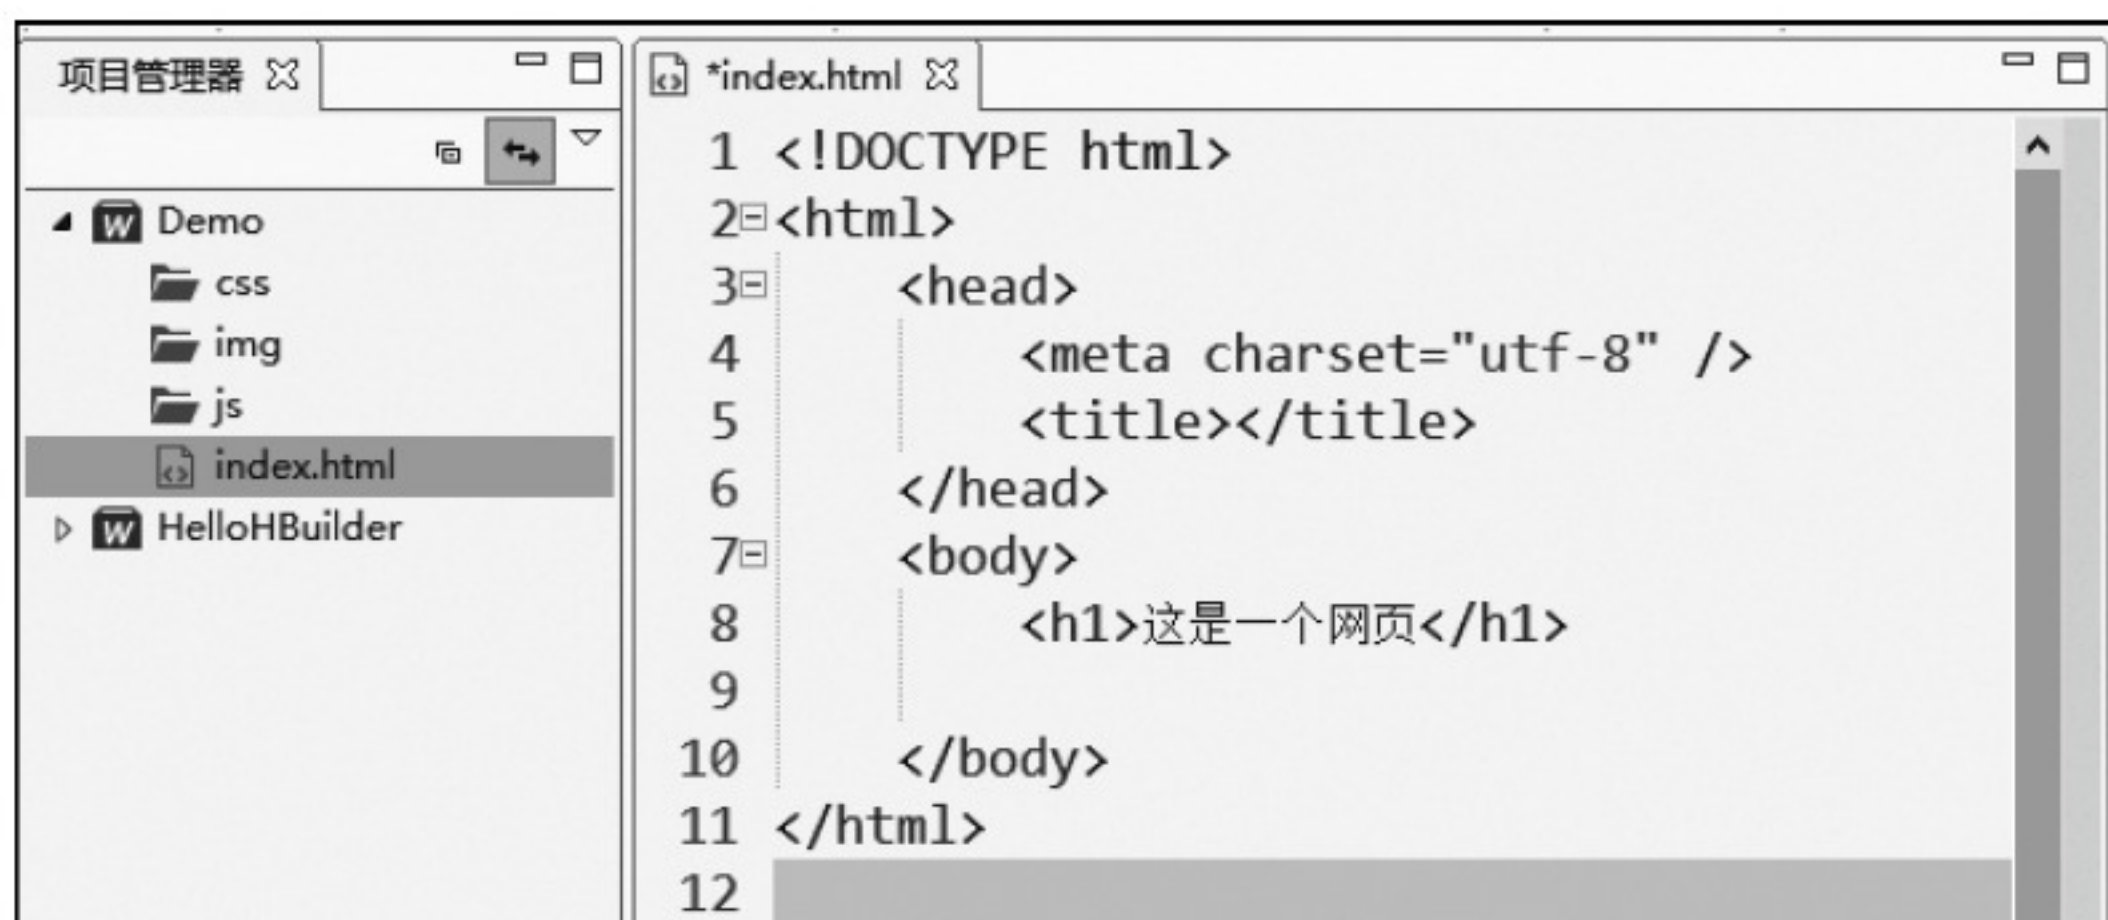 项目管理器
Demo
css
img
js
index.html
HelloHBuilder
*index.html
1 <!DOCTYPE html>
2 <html>
3     <head>
4         <meta charset="utf-8" />
5         <title></title>
6     </head>
7     <body>
8         <h1>这是一个网页</h1>
9
10     </body>
11 </html>
12